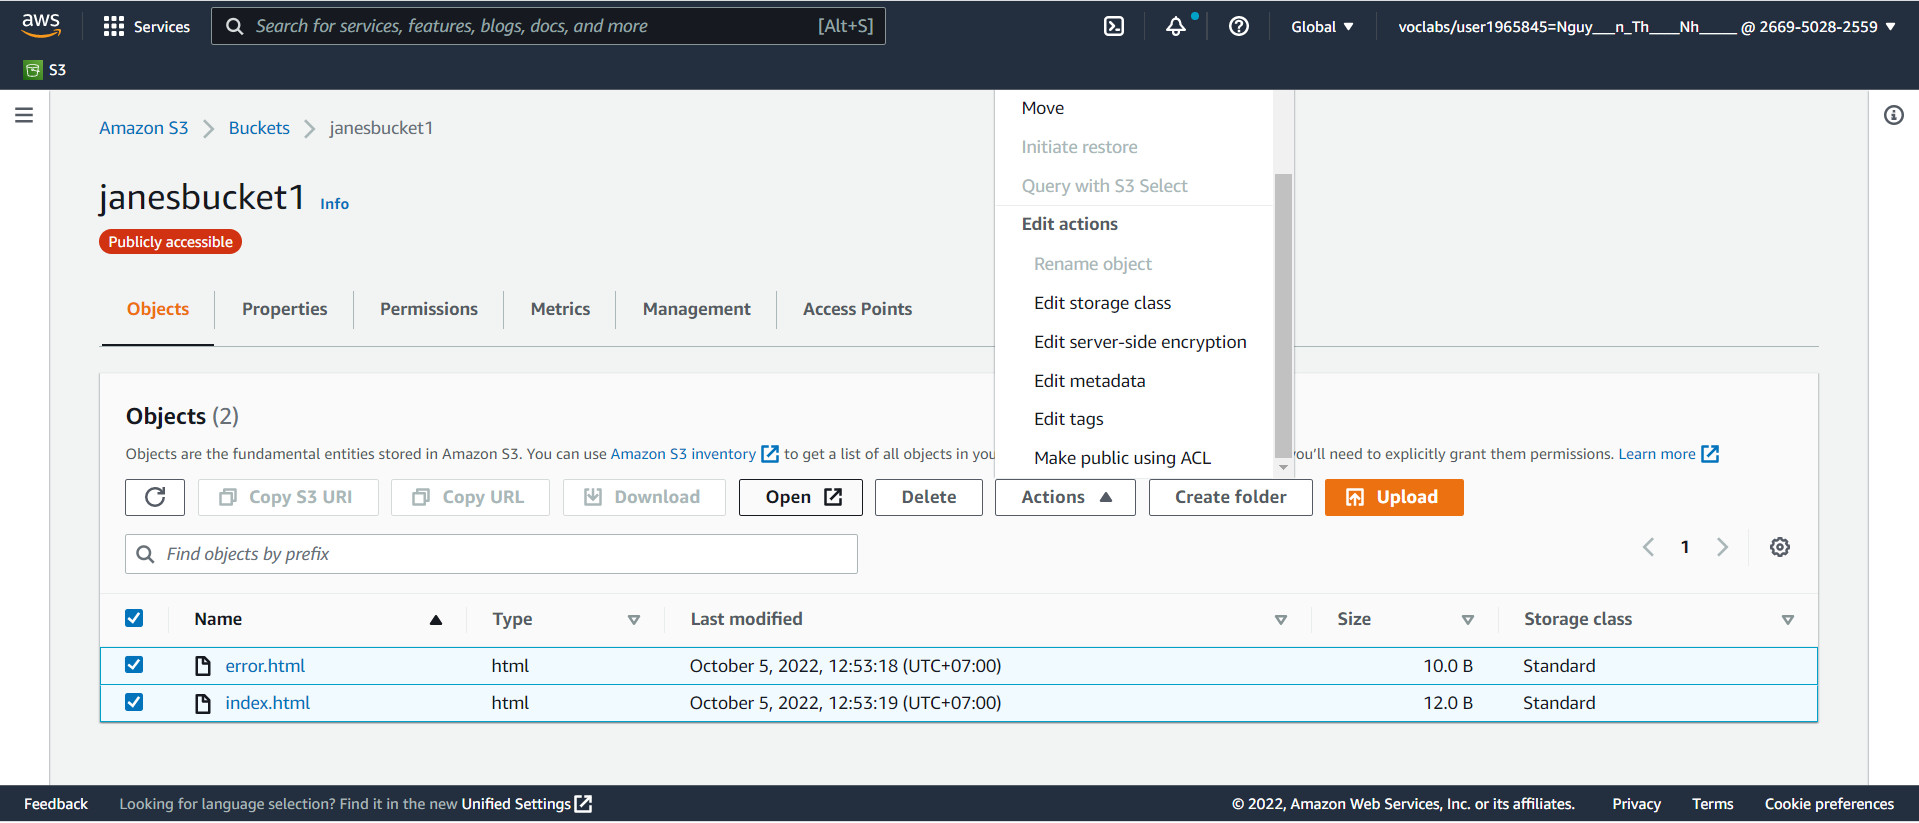 aws
Services
Search for services, features, blogs, docs, and more [Alt+S]
Global
voclabs/user1965845=Nguy___n_Th____Nh_____ @ 2669-5028-2559
S3
Amazon S3
Buckets
janesbucket1
janesbucket1 Info
Publicly accessible
Objects
Properties
Permissions
Metrics
Management
Access Points
Move
Initiate restore
Query with S3 Select
Edit actions
Rename object
Edit storage class
Edit server-side encryption
Edit metadata
Edit tags
Make public using ACL
Objects (2)
Objects are the fundamental entities stored in Amazon S3. You can use Amazon S3 inventory to get a list of all objects in you you'll need to explicitly grant them permissions. Learn more
Copy S3 URI
Copy URL
Download
Open
Delete
Actions
Create folder
Upload
Find objects by prefix
1
Name Type Last modified Size Storage class
error.html html October 5, 2022, 12:53:18 (UTC+07:00) 10.0 B Standard
index.html html October 5, 2022, 12:53:19 (UTC+07:00) 12.0 B Standard
Feedback
Looking for language selection? Find it in the new Unified Settings
© 2022, Amazon Web Services, Inc. or its affiliates.
Privacy
Terms
Cookie preferences